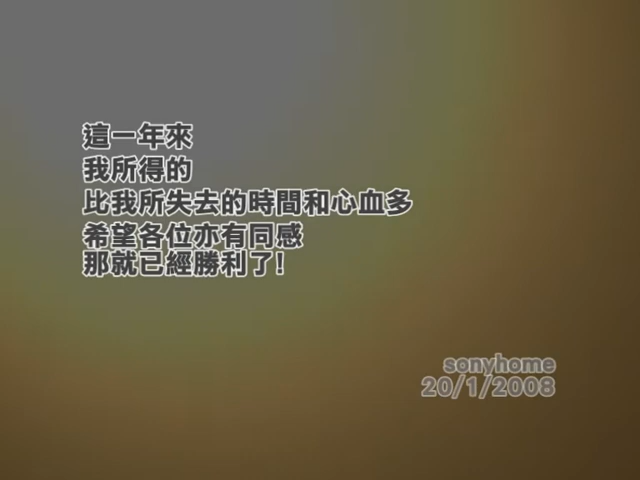 這一年來
我所得的
比我所失去的時間和心血多
希望各位亦有同感
那就已經勝利了!
sonyhome
20/1/2008